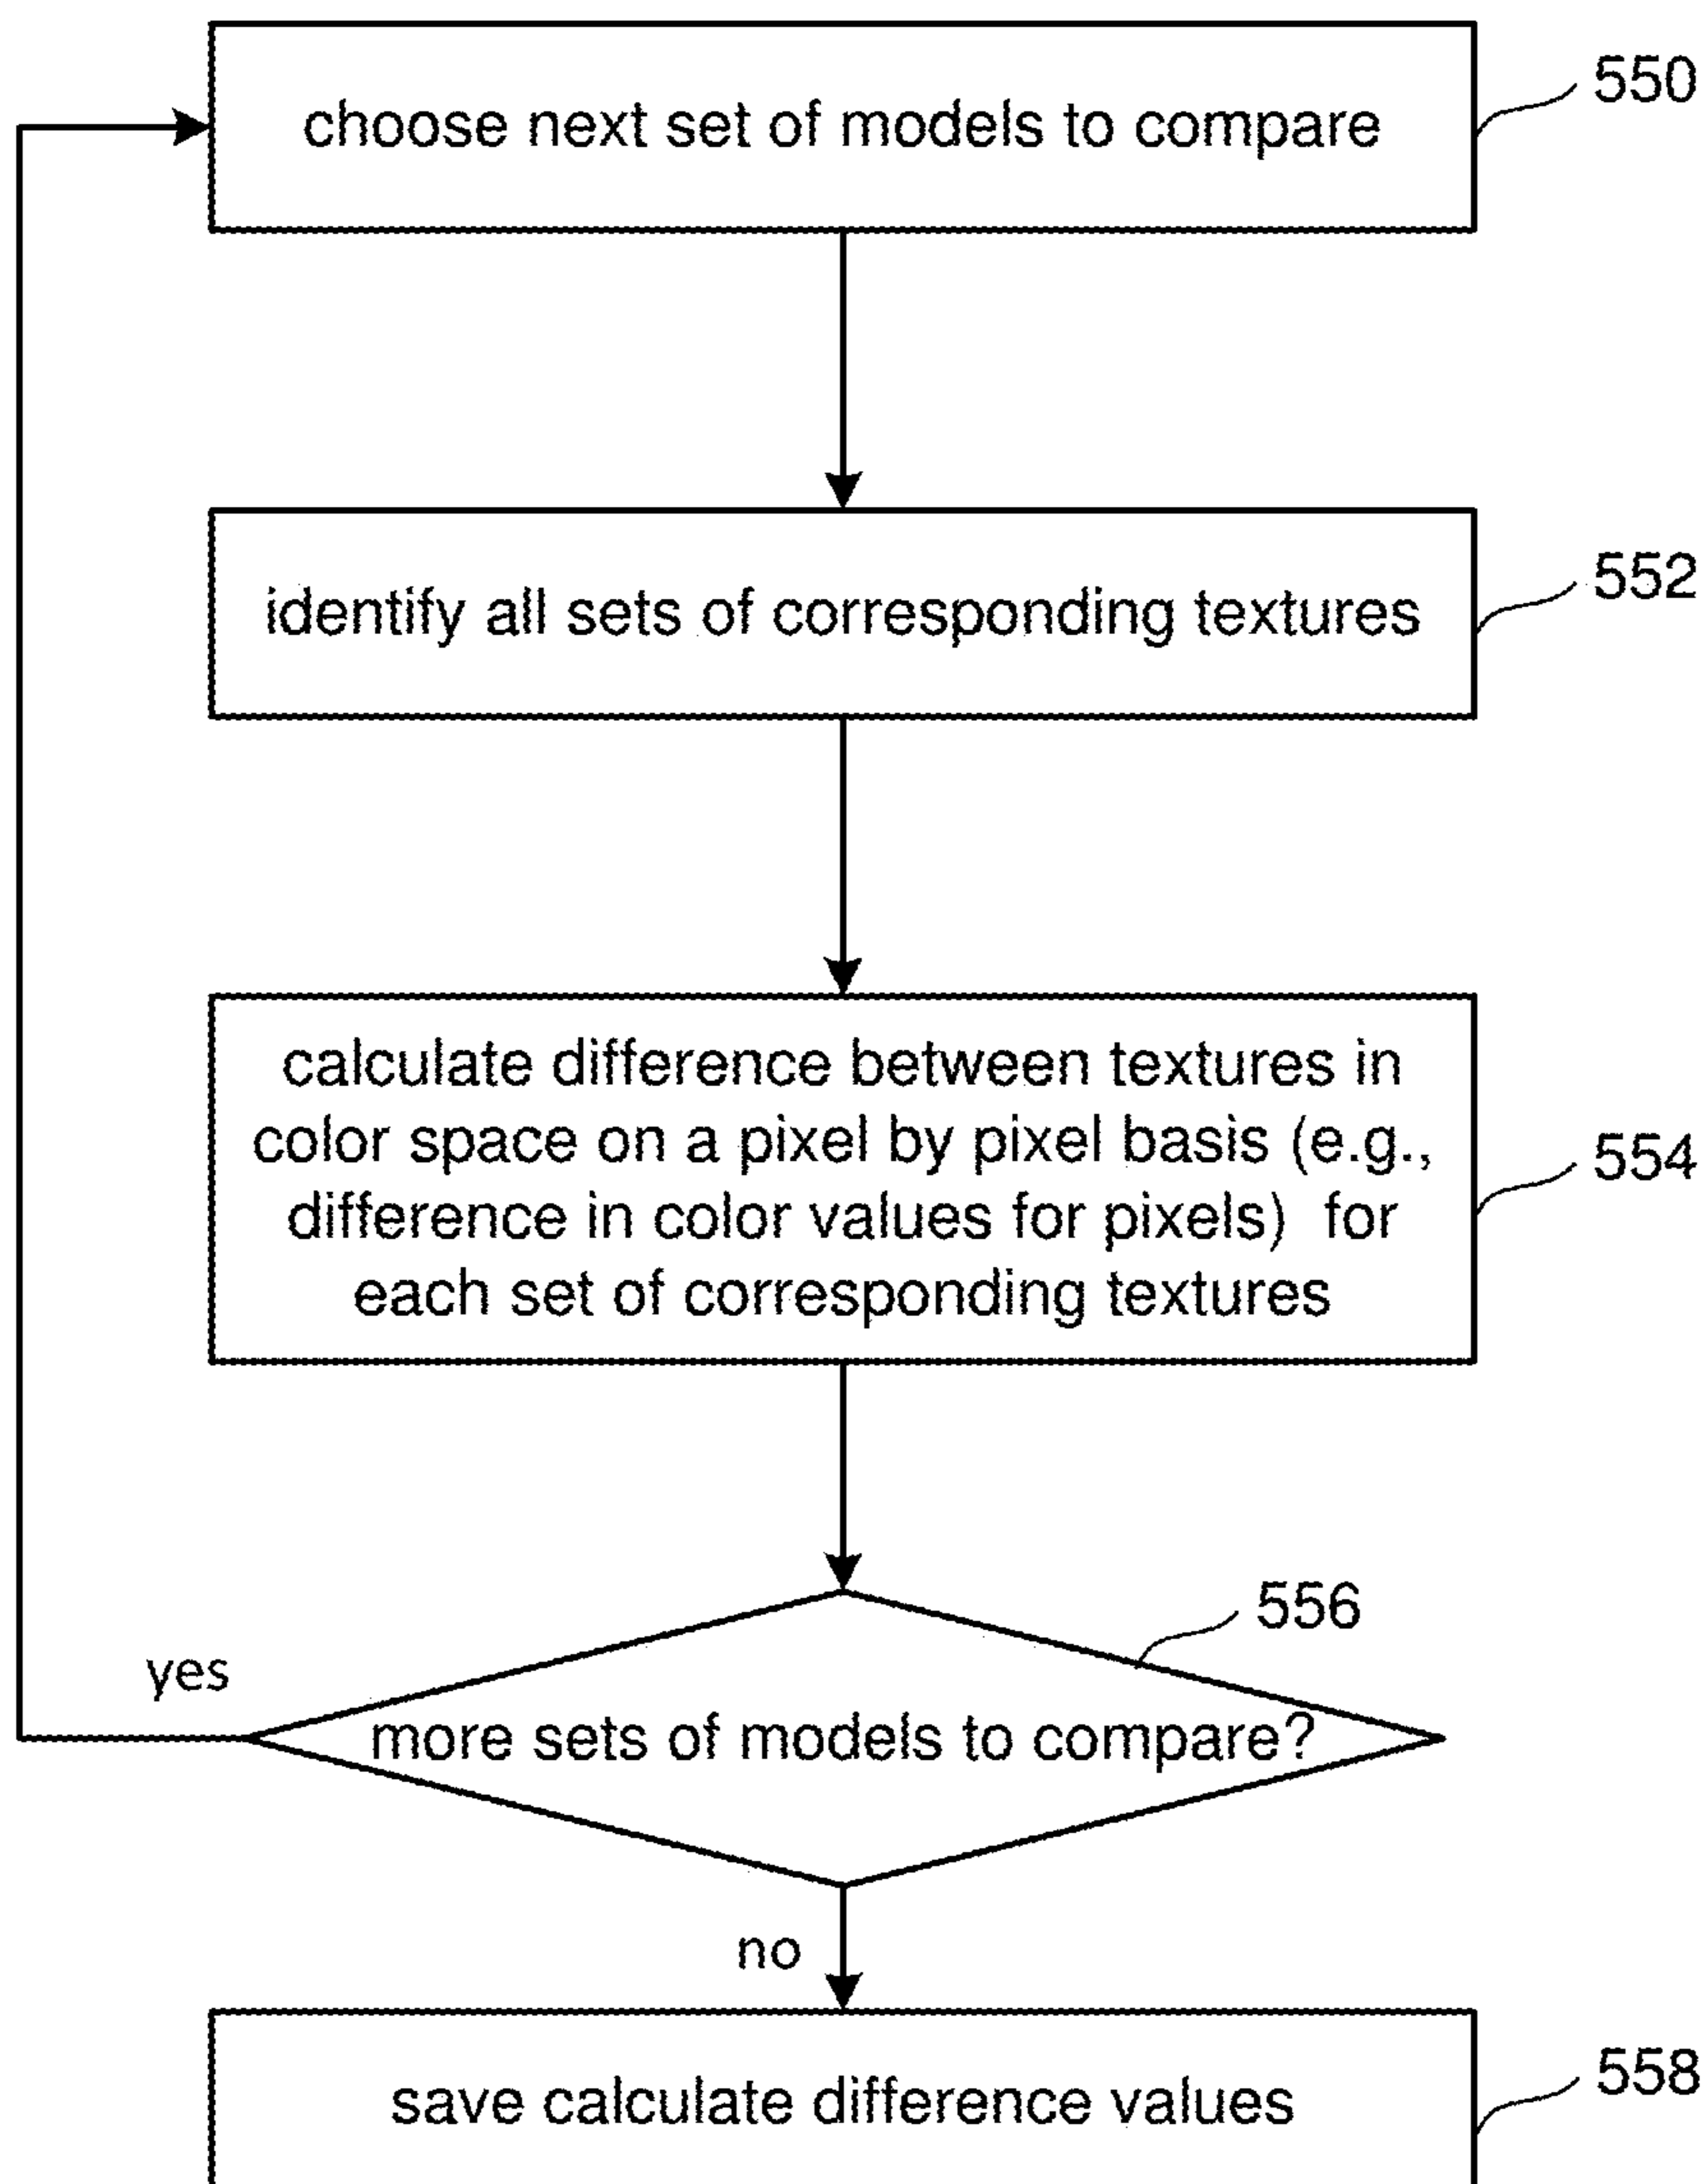 choose next set of models to compare
550
identify all sets of corresponding textures
552
calculate difference between textures in
color space on a pixel by pixel basis (e.g.,
difference in color values for pixels) for
each set of corresponding textures
554
556
yes
more sets of models to compare?
no
save calculate difference values
558